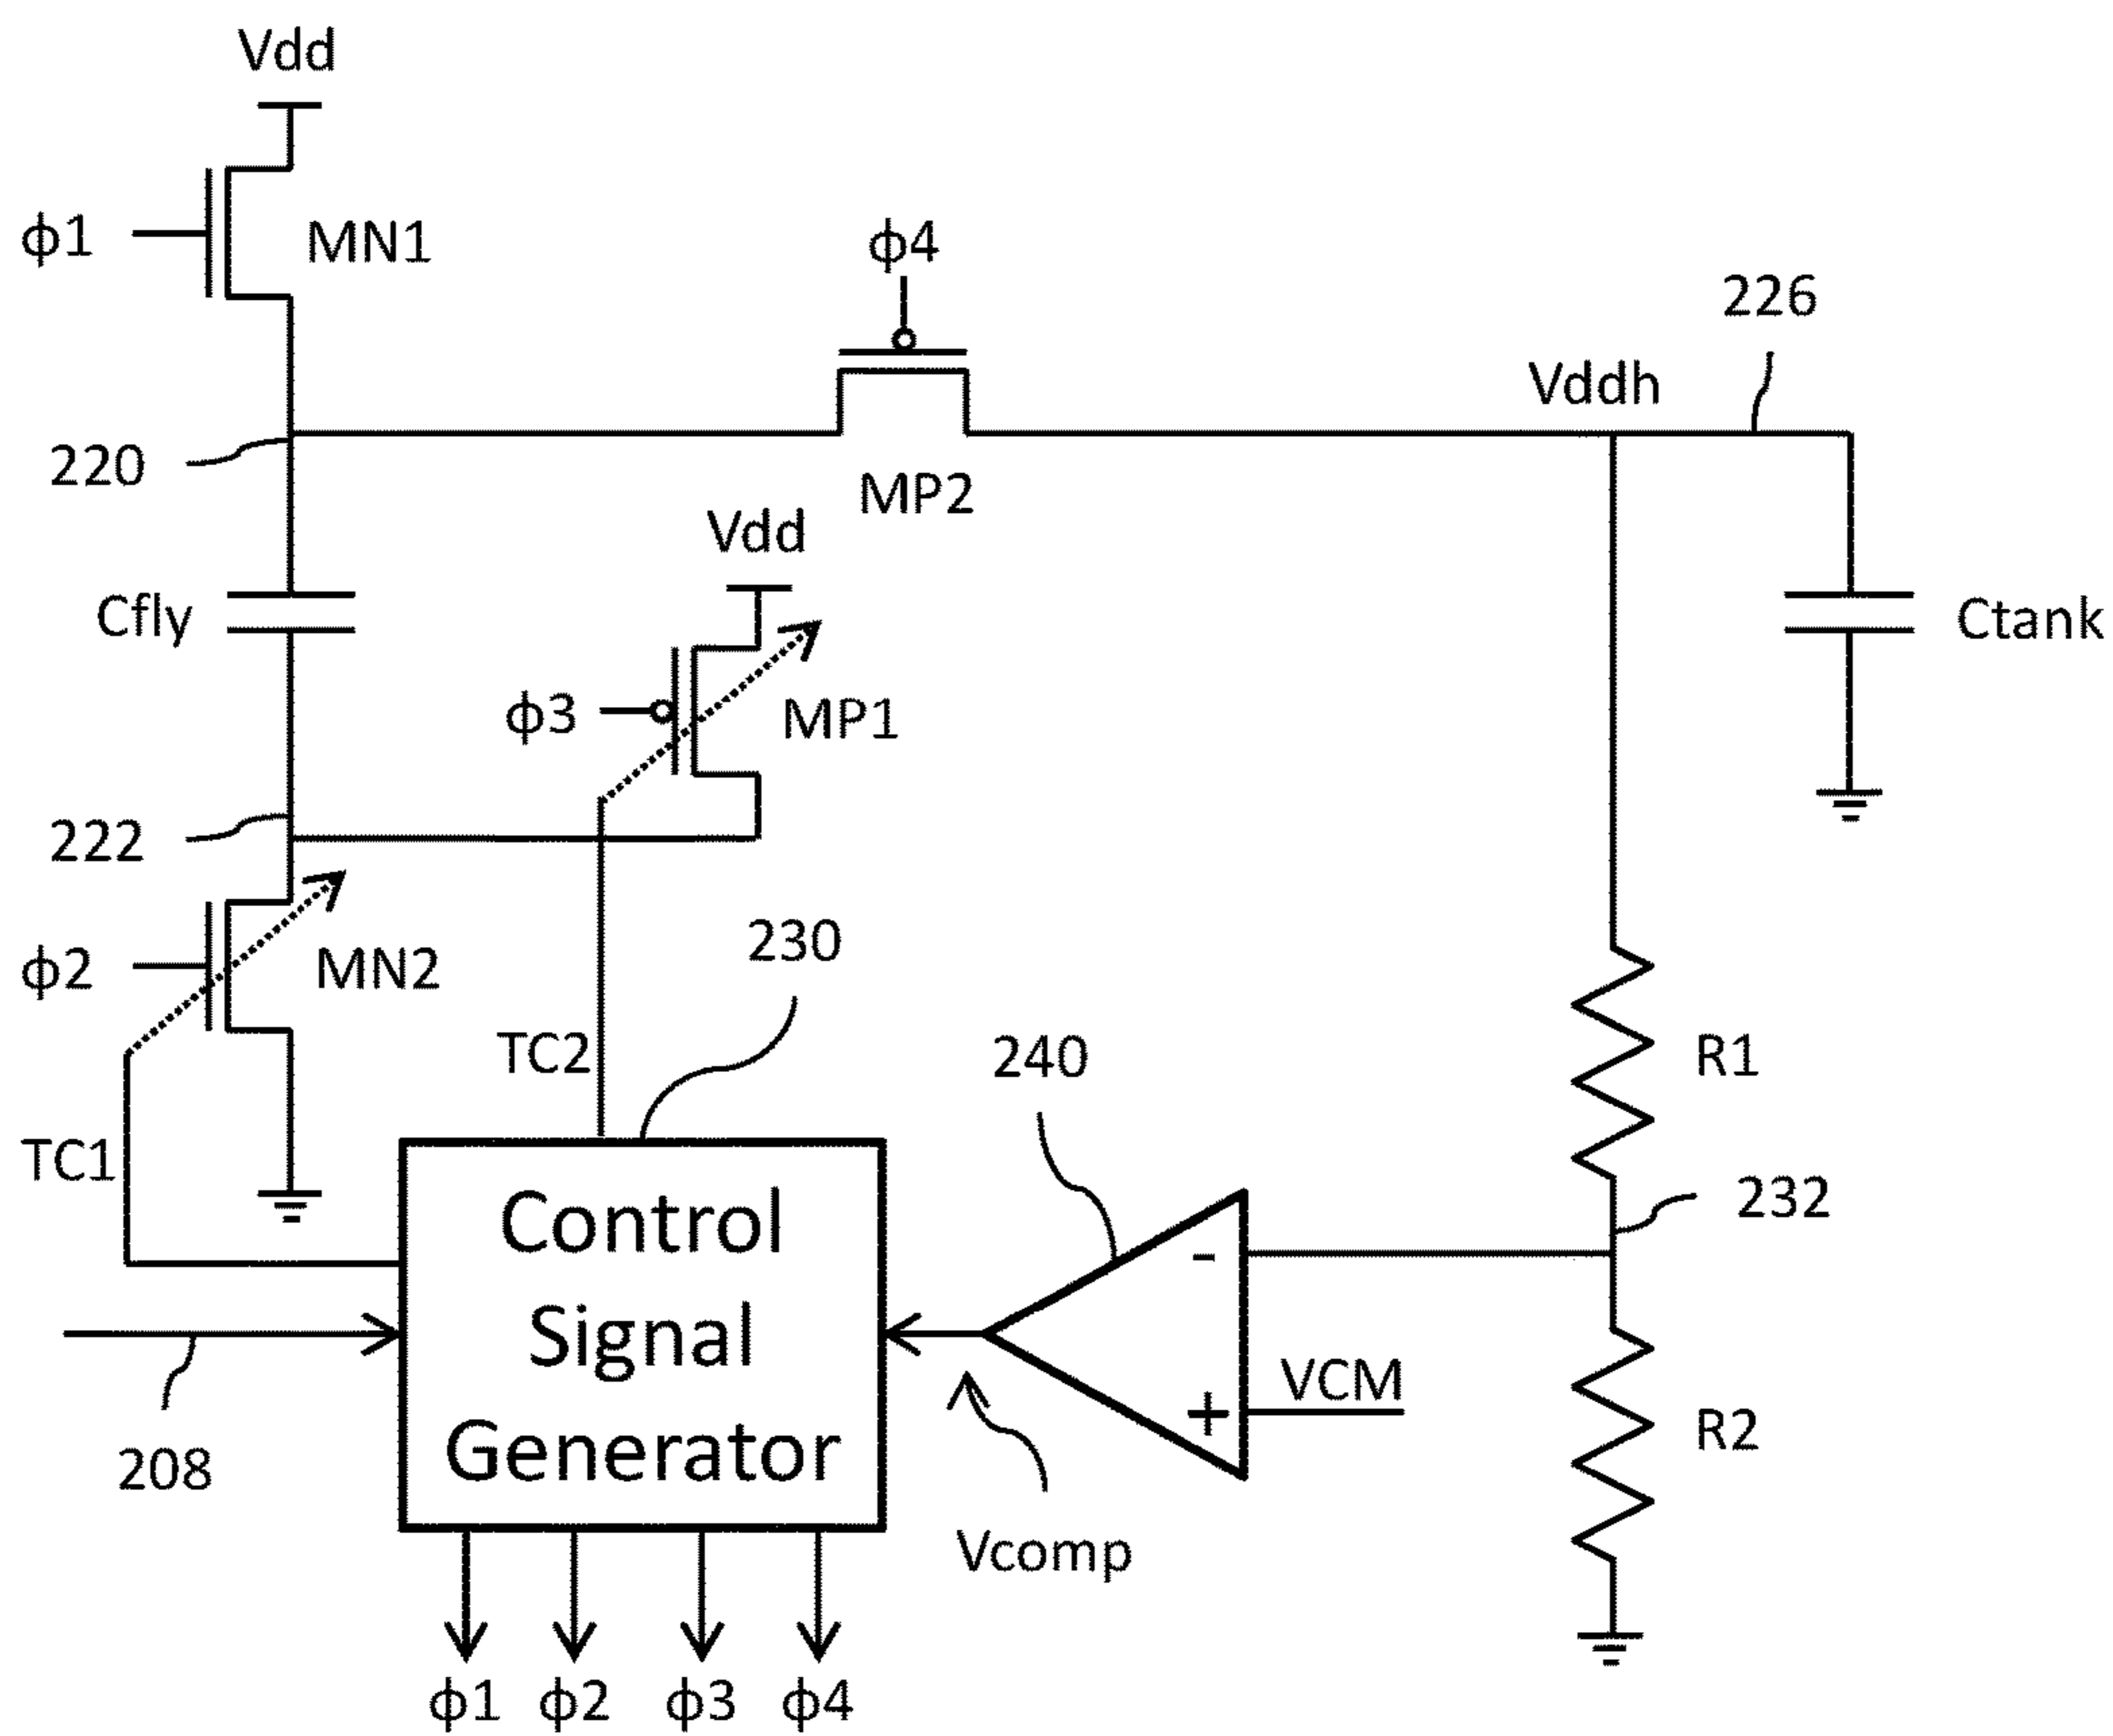 Vdd
ϕ1
MN1
ϕ4
226
Vddh
220
MP2
Vdd
Cfly
Ctank
ϕ3
MP1
222
230
ϕ2
MN2
TC2
240
R1
TC1
232
Control
Signal
Generator
-
+
VCM
R2
208
Vcomp
ϕ1 ϕ2 ϕ3 ϕ4